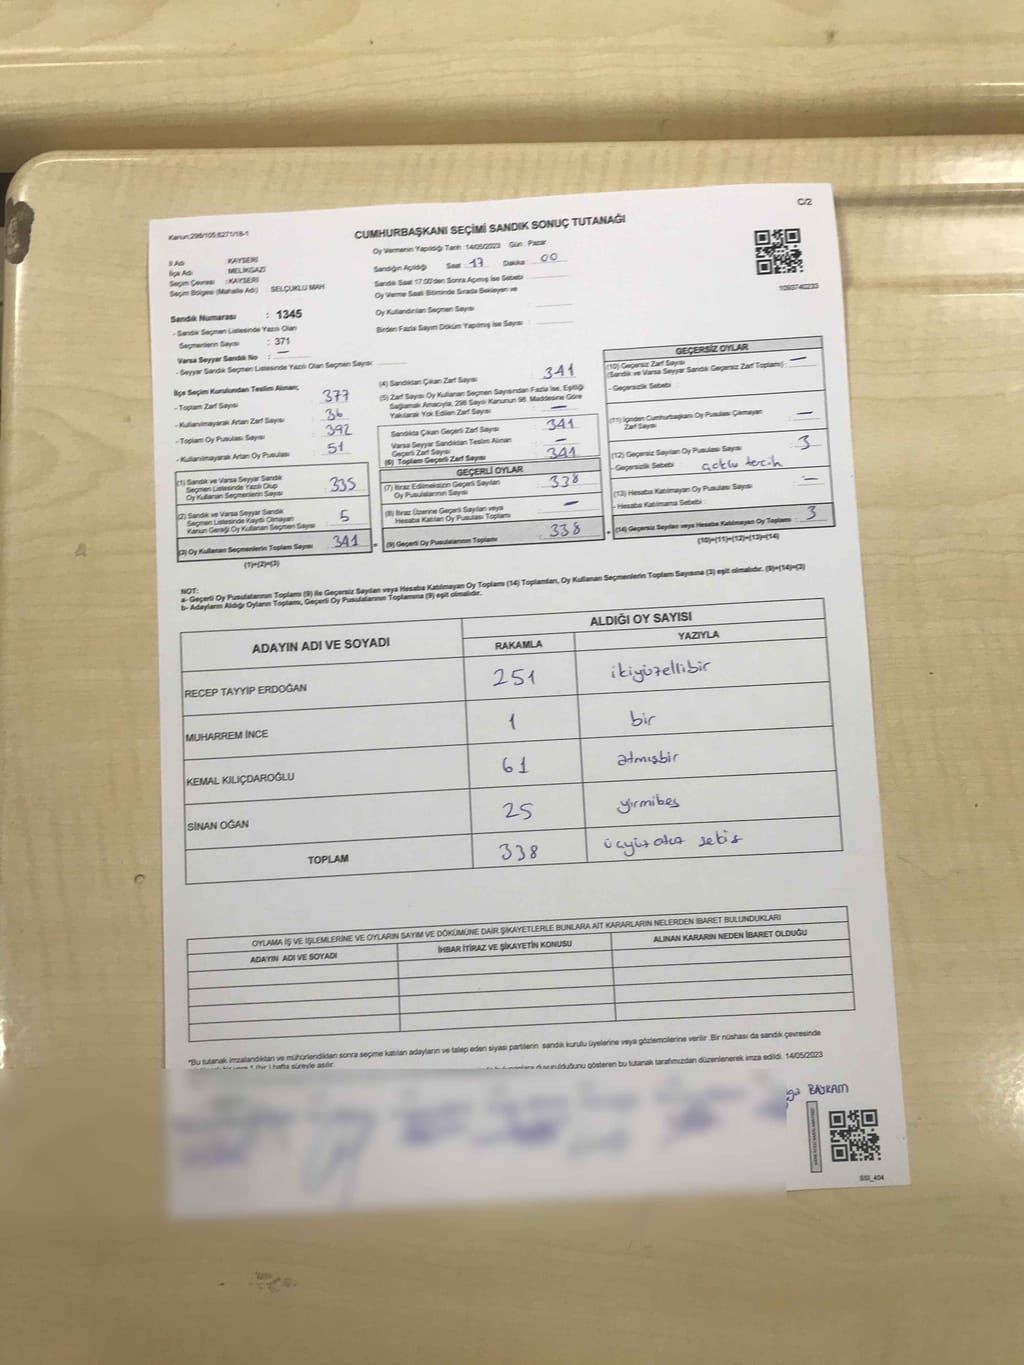 C/2
Kanun;298/105;6271/18-1
CUMHURBAŞKANI SEÇİMİ SANDIK SONUÇ TUTANAĞI
Oy Vermenin Yapıldığı Tarih :14/05/2023 Gün : Pazar
İl Adı : KAYSERİ
İlçe Adı : MELİKGAZİ
Seçim Çevresi : KAYSERİ
Seçim Bölgesi (Mahalle Adı) : SELÇUKLU MAH.
Sandığın Açıldığı Saat : 17 Dakika : 00
Sandık Saat 17:00'den Sonra Açılmış İse Sebebi :
Oy Verme Saati Bitiminde Sırada Bekleyen ve
Oy Kullandırılan Seçmen Sayısı :
Birden Fazla Sayım Döküm Yapılmış İse Sayısı :
1093740233
Sandık Numarası : 1345
- Sandık Seçmen Listesinde Yazılı Olan
Seçmenlerin Sayısı : 371
Varsa Seyyar Sandık No : —
- Seyyar Sandık Seçmen Listesinde Yazılı Olan Seçmen Sayısı:
İlçe Seçim Kurulundan Teslim Alınan;
- Toplam Zarf Sayısı : 377
- Kullanılmayarak Artan Zarf Sayısı : 36
- Toplam Oy Pusulası Sayısı : 392
- Kullanılmayarak Artan Oy Pusulası : 51
(1) Sandık ve Varsa Seyyar Sandık
Seçmen Listesinde Yazılı Olup
Oy Kullanan Seçmenlerin Sayısı : 335
(2) Sandık ve Varsa Seyyar Sandık
Seçmen Listesinde Kaydı Olmayan
Kanun Gereği Oy Kullanan Seçmen Sayısı : 5
(3) Oy Kullanan Seçmenlerin Toplam Sayısı : 341
(1)+(2)=(3)
(4) Sandıktan Çıkan Zarf Sayısı : 341
(5) Zarf Sayısı Oy Kullanan Seçmen Sayısından Fazla İse, Eşitliği
Sağlamak Amacıyla, 298 Sayılı Kanunun 98. Maddesine Göre
Yakılarak Yok Edilen Zarf Sayısı : —
Sandıkta Çıkan Geçerli Zarf Sayısı : 341
Varsa Seyyar Sandıktan Teslim Alınan
Geçerli Zarf Sayısı : —
(6) Toplam Geçerli Zarf Sayısı : 341
GEÇERLİ OYLAR
(7) İtiraz Edilmeksizin Geçerli Sayılan
Oy Pusulalarının Sayısı : 338
(8) İtiraz Üzerine Geçerli Sayılan veya
Hesaba Katılan Oy Pusulası Toplamı : —
= (9) Geçerli Oy Pusulalarının Toplamı : 338
GEÇERSİZ OYLAR
(10) Geçersiz Zarf Sayısı : —
(Sandık ve Varsa Seyyar Sandık Geçersiz Zarf Toplamı)
- Geçersizlik Sebebi :
(11) İçinden Cumhurbaşkanı Oy Pusulası Çıkmayan
Zarf Sayısı : —
(12) Geçersiz Sayılan Oy Pusulası Sayısı : 3
- Geçersizlik Sebebi : çoklu tercih
(13) Hesaba Katılmayan Oy Pusulası Sayısı : —
- Hesaba Katılmama Sebebi :
+ (14) Geçersiz Sayılan veya Hesaba Katılmayan Oy Toplamı : 3
(10)+(11)+(12)+(13)=(14)
NOT:
a- Geçerli Oy Pusulalarının Toplamı (9) ile Geçersiz Sayılan veya Hesaba Katılmayan Oy Toplamı (14) Toplamları, Oy Kullanan Seçmenlerin Toplam Sayısına (3) eşit olmalıdır. (9)+(14)=(3)
b- Adayların Aldığı Oyların Toplamı, Geçerli Oy Pusulalarının Toplamına (9) eşit olmalıdır.
ADAYIN ADI VE SOYADI
ALDIĞI OY SAYISI
RAKAMLA YAZIYLA
RECEP TAYYİP ERDOĞAN 251 ikiyüzellibir
MUHARREM İNCE 1 bir
KEMAL KILIÇDAROĞLU 61 atmışbir
SİNAN OĞAN 25 yirmibeş
TOPLAM 338 üçyüz otuz sekiz
OYLAMA İŞ VE İŞLEMLERİNE VE OYLARIN SAYIM VE DÖKÜMÜNE DAİR ŞİKAYETLERLE BUNLARA AİT KARARLARIN NELERDEN İBARET BULUNDUKLARI
ADAYIN ADI VE SOYADI İHBAR İTİRAZ VE ŞİKAYETİN KONUSU ALINAN KARARIN NEDEN İBARET OLDUĞU
*Bu tutanak imzalandıktan ve mühürlendikten sonra seçime katılan adayların ve talep eden siyasi partilerin sandık kurulu üyelerine veya gözlemcilerine verilir .Bir nüshası da sandık çevresinde
(bir) hafta süreyle asılır.
duyurulduğunu gösteren bu tutanak tarafımızdan düzenlenerek imza edildi. 14/05/2023
BAYRAM
SSI_404